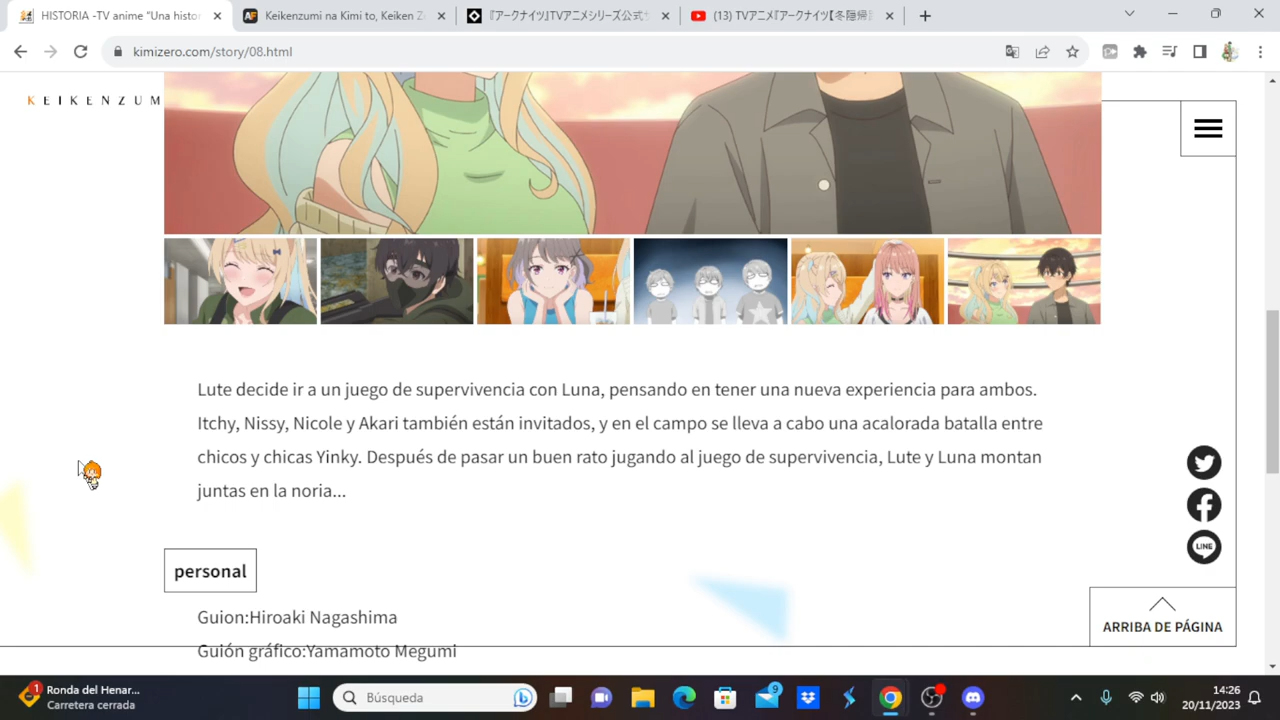 HISTORIA -TV anime “Una histor
Keikenzumi na Kimi to, Keiken Z
『アークナイツ』TVアニメシリーズ公式サ
(13) TVアニメ『アークナイツ【冬隠帰路
kimizero.com/story/08.html
KEIKENZUM
Lute decide ir a un juego de supervivencia con Luna, pensando en tener una nueva experiencia para ambos.
Itchy, Nissy, Nicole y Akari también están invitados, y en el campo se lleva a cabo una acalorada batalla entre
chicos y chicas Yinky. Después de pasar un buen rato jugando al juego de supervivencia, Lute y Luna montan
juntas en la noria...
LINE
personal
Guion:Hiroaki Nagashima
Guión gráfico:Yamamoto Megumi
ARRIBA DE PÁGINA
1
Ronda del Henar...
Carretera cerrada
Búsqueda
9
14:26
20/11/2023